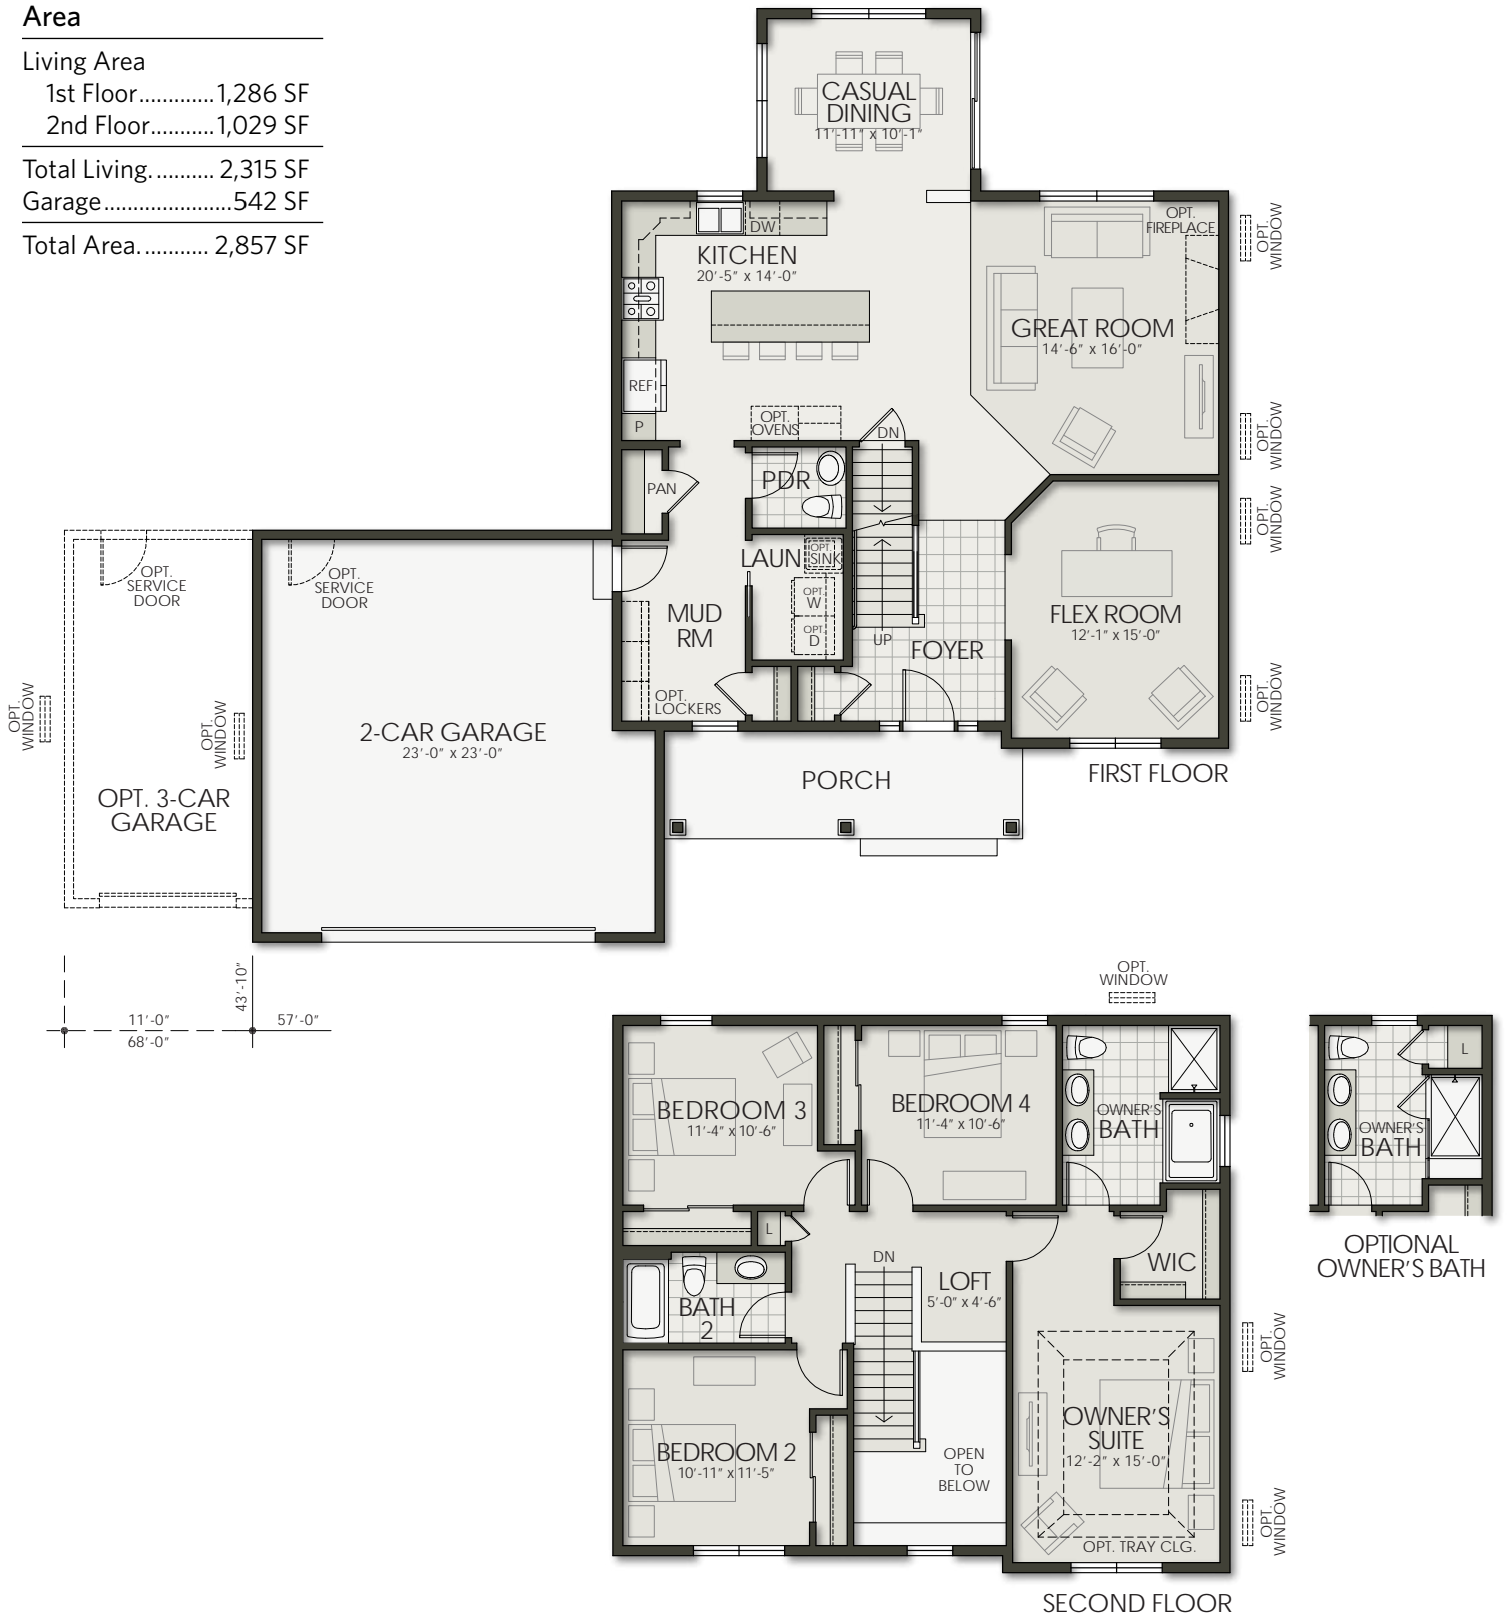 Area
Living Area
1st Floor.............1,286 SF
2nd Floor...........1,029 SF
Total Living........... 2,315 SF
Garage......................542 SF
Total Area............ 2,857 SF
CASUAL
DINING
11'-11" x 10'-1"
DW
KITCHEN
20'-5" x 14'-0"
OPT.
FIREPLACE
OPT.
WINDOW
GREAT ROOM
14'-6" x 16'-0"
REF
P
OPT.
OVENS
DN
OPT.
WINDOW
PAN
PDR
OPT.
WINDOW
LAUN
OPT.
SINK
OPT.
W
OPT.
D
OPT.
SERVICE
DOOR
OPT.
SERVICE
DOOR
MUD
RM
UP
FOYER
FLEX ROOM
12'-1" x 15'-0"
OPT.
LOCKERS
OPT.
WINDOW
OPT.
WINDOW
OPT.
WINDOW
2-CAR GARAGE
23'-0" x 23'-0"
OPT. 3-CAR
GARAGE
PORCH
FIRST FLOOR
43'-10"
11'-0"
57'-0"
68'-0"
OPT.
WINDOW
BEDROOM 3
11'-4" x 10'-6"
BEDROOM 4
11'-4" x 10'-6"
OWNER'S
BATH
L
OWNER'S
BATH
OPTIONAL
OWNER'S BATH
L
DN
LOFT
5'-0" x 4'-6"
WIC
BATH
2
OPT.
WINDOW
BEDROOM 2
10'-11" x 11'-5"
OPEN
TO
BELOW
OWNER'S
SUITE
12'-2" x 15'-0"
OPT. TRAY CLG.
OPT.
WINDOW
SECOND FLOOR